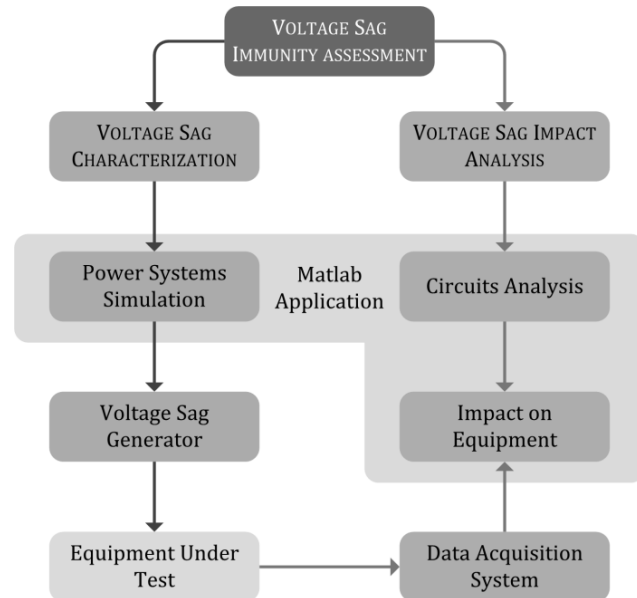 VOLTAGE SAG
IMMUNITY ASSESSMENT
VOLTAGE SAG
CHARACTERIZATION
VOLTAGE SAG IMPACT
ANALYSIS
Power Systems
Simulation
Matlab
Application
Circuits Analysis
Voltage Sag
Generator
Impact on
Equipment
Equipment Under
Test
Data Acquisition
System